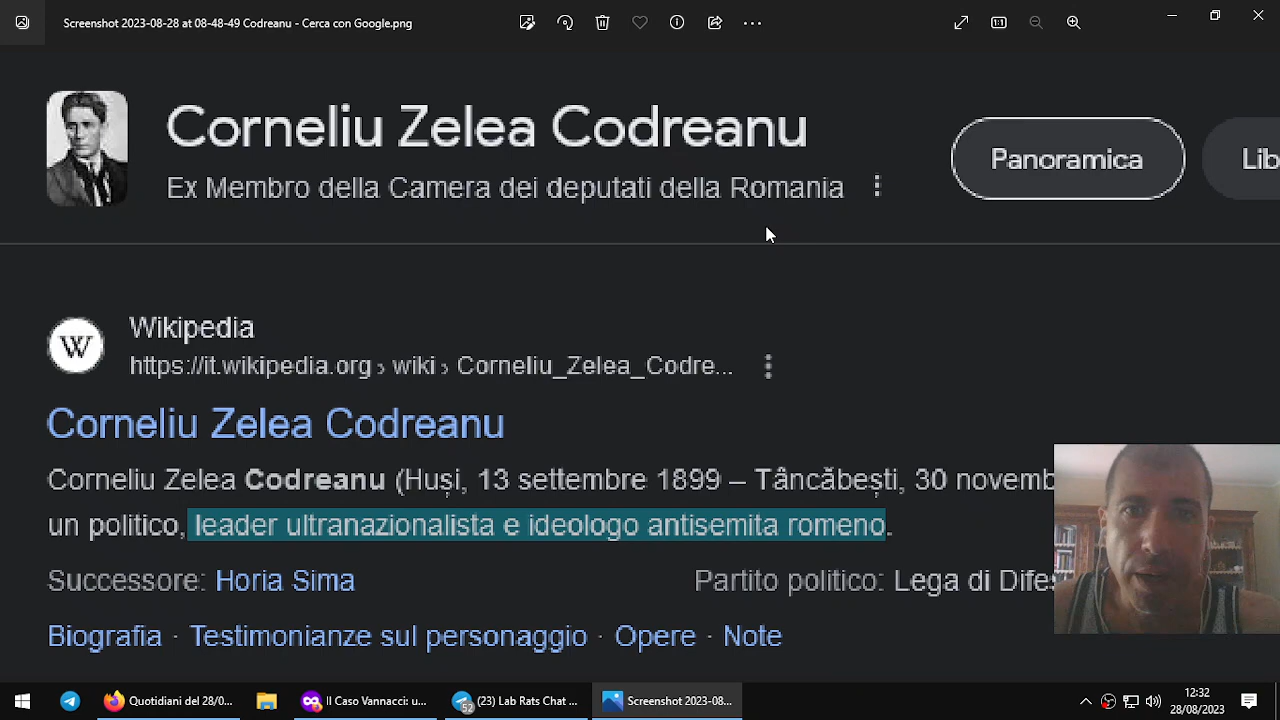 Screenshot 2023-08-28 at 08-48-49 Codreanu - Cerca con Google.png
Corneliu Zelea Codreanu
Ex Membro della Camera dei deputati della Romania
Panoramica
Lib
Wikipedia
https://it.wikipedia.org › wiki › Corneliu_Zelea_Codre...
Corneliu Zelea Codreanu
Corneliu Zelea Codreanu (Huși, 13 settembre 1899 – Tâncăbești, 30 novemb
un politico, leader ultranazionalista e ideologo antisemita romeno.
Successore: Horia Sima
Partito politico: Lega di Difes
Biografia · Testimonianze sul personaggio · Opere · Note
Quotidiani del 28/0...
Il Caso Vannacci: u...
52
(23) Lab Rats Chat ...
Screenshot 2023-08...
12:32
28/08/2023